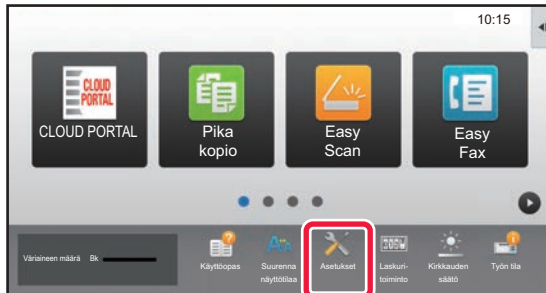 10:15
CLOUD
PORTAL
CLOUD PORTAL
Pika
kopio
Easy
Scan
Easy
Fax
Väriaineen määrä Bk
Käyttöopas
Suurenna
näyttötilaa
Asetukset
Laskuri-
toiminto
Kirkkauden
säätö
Työn tila